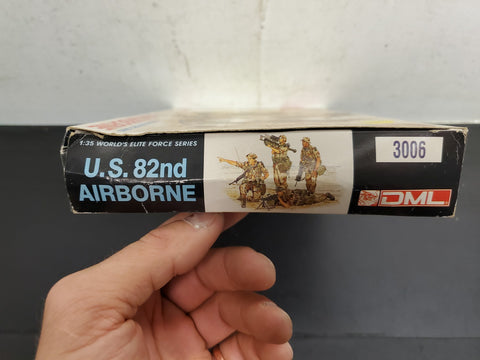 1:35 WORLD'S ELITE FORCE SERIES
U.S. 82nd
AIRBORNE
3006
DML